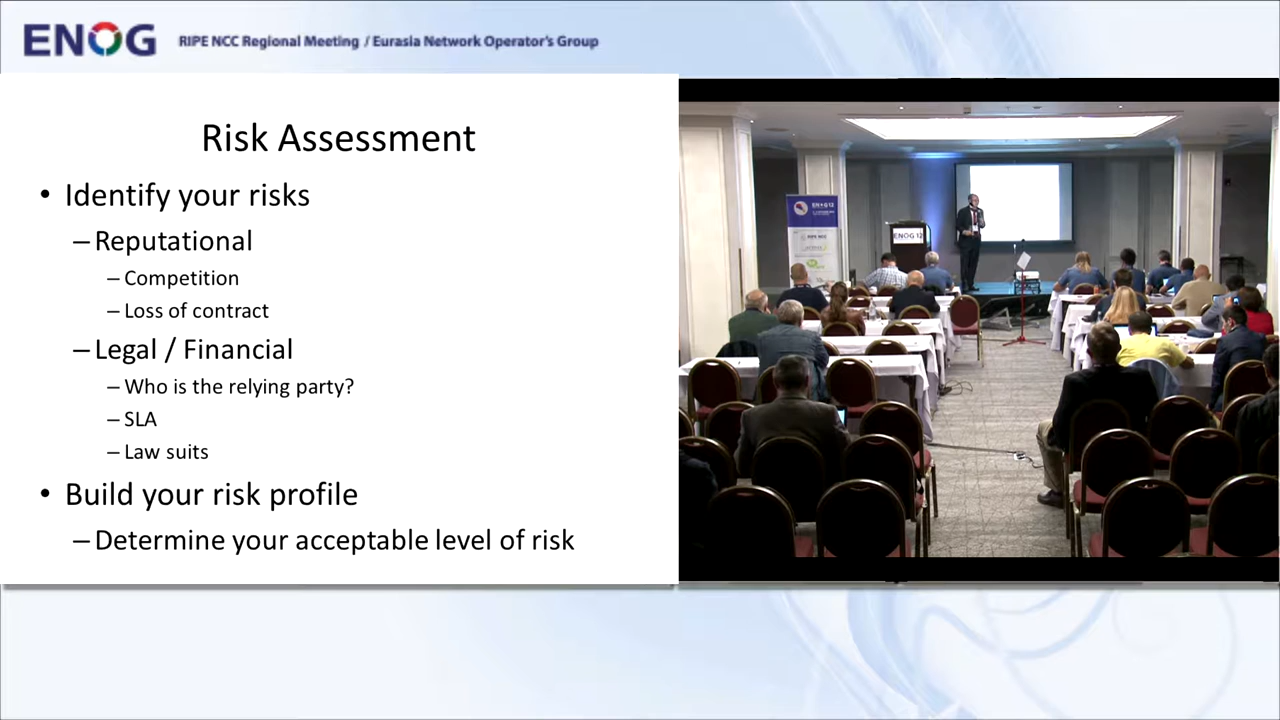 ENOG
RIPE NCC Regional Meeting / Eurasia Network Operator's Group
Risk Assessment
• Identify your risks
– Reputational
– Competition
– Loss of contract
– Legal / Financial
– Who is the relying party?
– SLA
– Law suits
• Build your risk profile
– Determine your acceptable level of risk
ENOG 12
RIPE NCC
ENOG 12